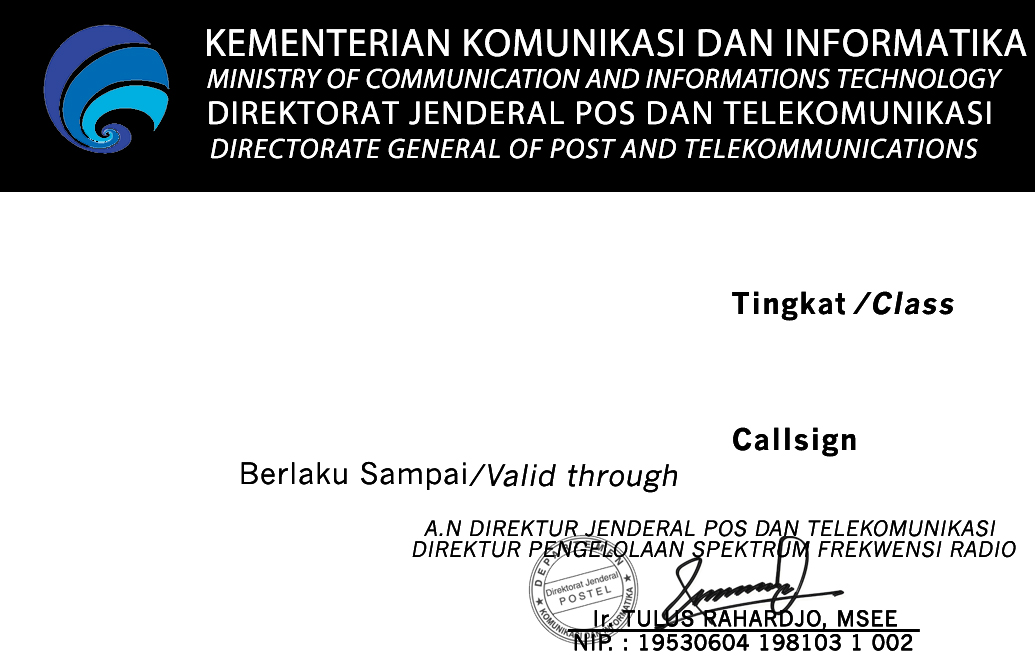 KEMENTERIAN KOMUNIKASI DAN INFORMATIKA
MINISTRY OF COMMUNICATION AND INFORMATIONS TECHNOLOGY
DIREKTORAT JENDERAL POS DAN TELEKOMUNIKASI
DIRECTORATE GENERAL OF POST AND TELEKOMMUNICATIONS
Tingkat /Class
Callsign
Berlaku Sampai/Valid through
A.N DIREKTUR JENDERAL POS DAN TELEKOMUNIKASI
DIREKTUR PENGELOLAAN SPEKTRUM FREKWENSI RADIO
DEPARTEMEN
Direktorat Jenderal
POSTEL
KOMUNIKASI DAN INFORMATIKA
Ir. TULUS RAHARDJO, MSEE
NIP. : 19530604 198103 1 002